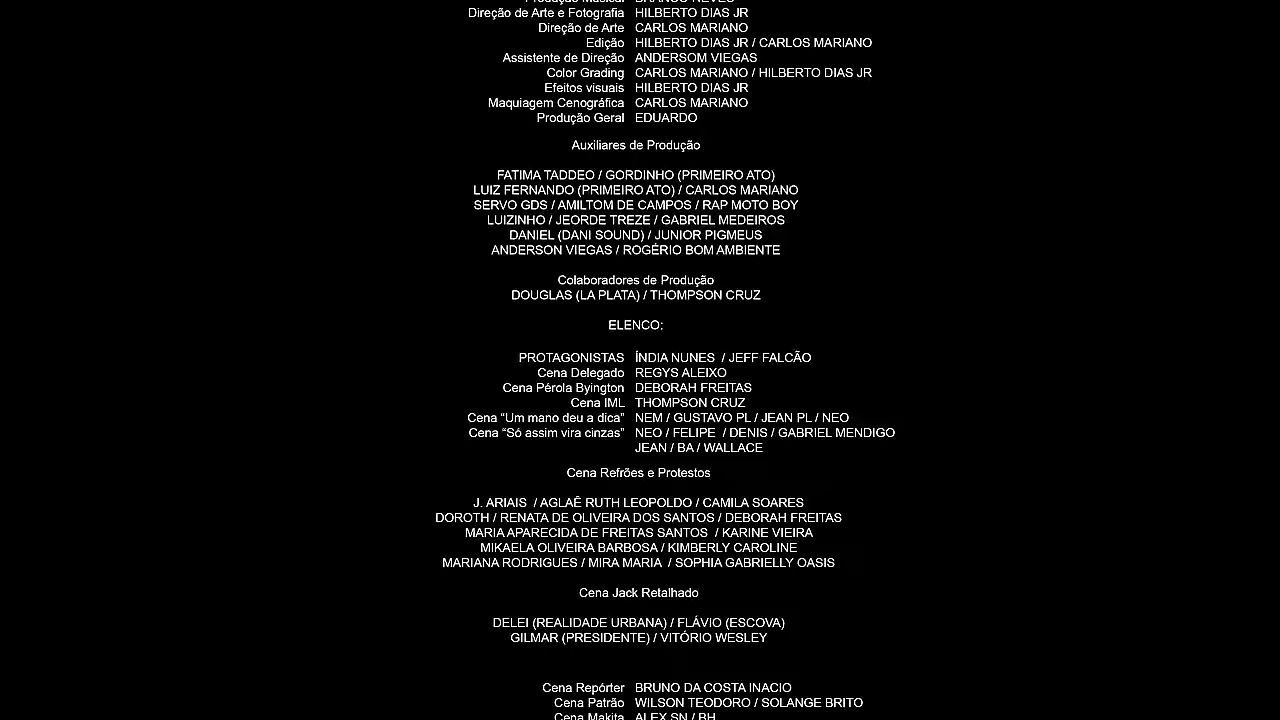 Produção Musical BRANCO NEVES
Direção de Arte e Fotografia HILBERTO DIAS JR
Direção de Arte CARLOS MARIANO
Edição HILBERTO DIAS JR / CARLOS MARIANO
Assistente de Direção ANDERSOM VIEGAS
Color Grading CARLOS MARIANO / HILBERTO DIAS JR
Efeitos visuais HILBERTO DIAS JR
Maquiagem Cenográfica CARLOS MARIANO
Produção Geral EDUARDO
Auxiliares de Produção
FATIMA TADDEO / GORDINHO (PRIMEIRO ATO)
LUIZ FERNANDO (PRIMEIRO ATO) / CARLOS MARIANO
SERVO GDS / AMILTOM DE CAMPOS / RAP MOTO BOY
LUIZINHO / JEORDE TREZE / GABRIEL MEDEIROS
DANIEL (DANI SOUND) / JUNIOR PIGMEUS
ANDERSON VIEGAS / ROGÉRIO BOM AMBIENTE
Colaboradores de Produção
DOUGLAS (LA PLATA) / THOMPSON CRUZ
ELENCO:
PROTAGONISTAS ÍNDIA NUNES / JEFF FALCÃO
Cena Delegado REGYS ALEIXO
Cena Pérola Byington DEBORAH FREITAS
Cena IML THOMPSON CRUZ
Cena “Um mano deu a dica” NEM / GUSTAVO PL / JEAN PL / NEO
Cena “Só assim vira cinzas” NEO / FELIPE / DENIS / GABRIEL MENDIGO
JEAN / BA / WALLACE
Cena Refrões e Protestos
J. ARIAIS / AGLAÊ RUTH LEOPOLDO / CAMILA SOARES
DOROTH / RENATA DE OLIVEIRA DOS SANTOS / DEBORAH FREITAS
MARIA APARECIDA DE FREITAS SANTOS / KARINE VIEIRA
MIKAELA OLIVEIRA BARBOSA / KIMBERLY CAROLINE
MARIANA RODRIGUES / MIRA MARIA / SOPHIA GABRIELLY OASIS
Cena Jack Retalhado
DELEI (REALIDADE URBANA) / FLÁVIO (ESCOVA)
GILMAR (PRESIDENTE) / VITÓRIO WESLEY
Cena Repórter BRUNO DA COSTA INACIO
Cena Patrão WILSON TEODORO / SOLANGE BRITO
Cena Makita ALEX SN / BH